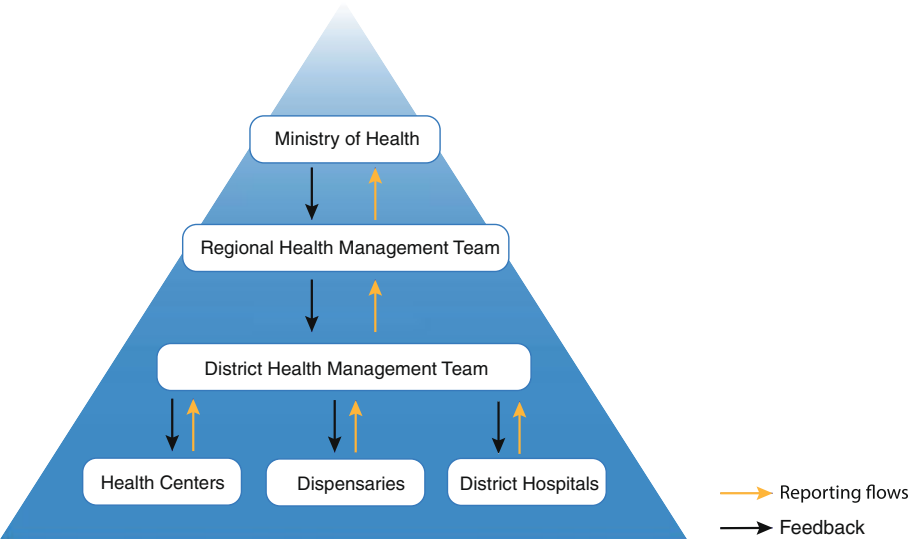 Ministry of Health
Regional Health Management Team
District Health Management Team
Health Centers
Dispensaries
District Hospitals
Reporting flows
Feedback